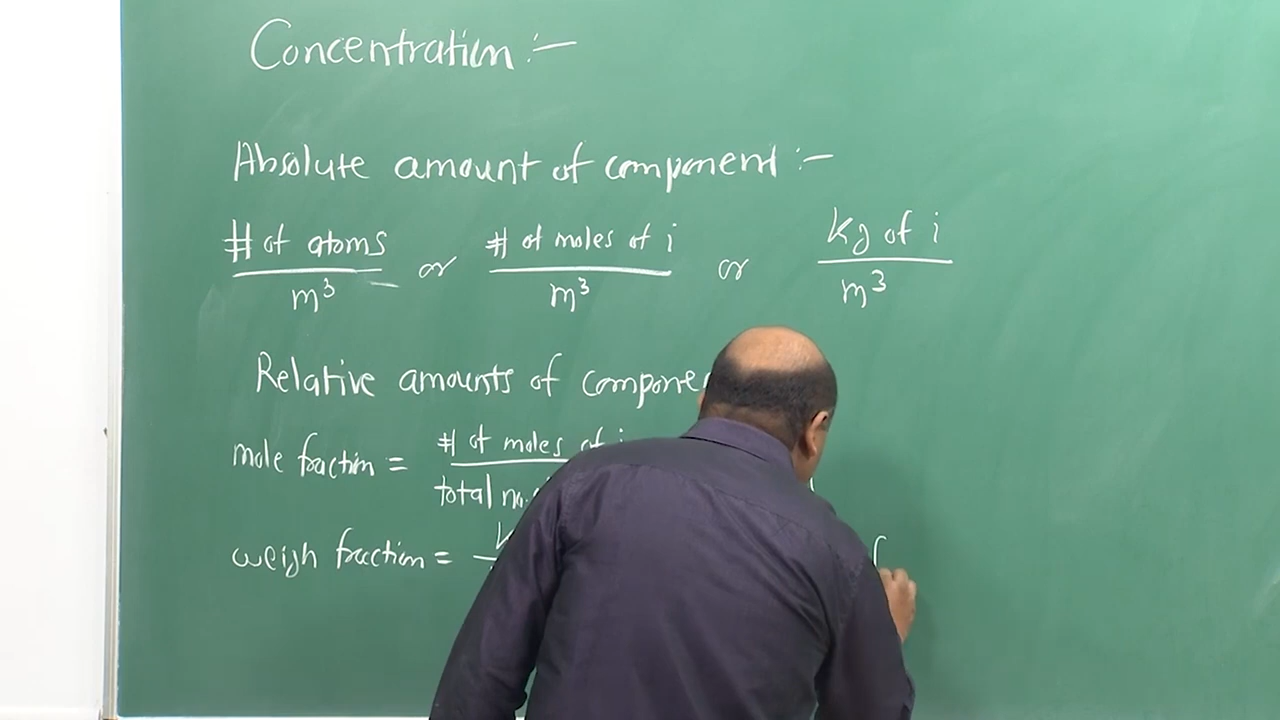 Concentration :-
Absolute amount of component :-
# of atoms / m³ or # of moles of i / m³ or kg of i / m³
Relative amounts of
mole fraction = # of moles of i / total no.
weigh fraction =